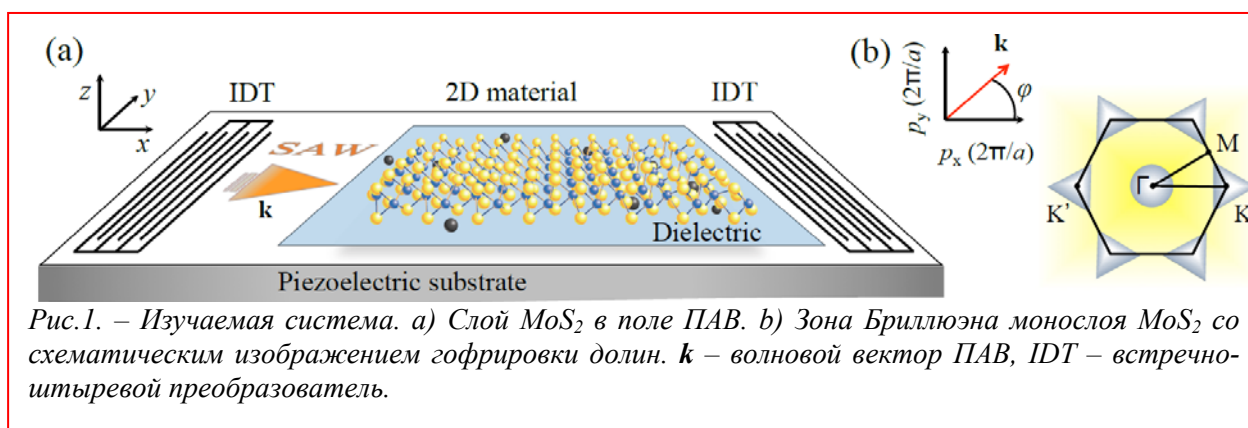 (a)
z
y
x
IDT
2D material
IDT
SAW
k
Dielectric
Piezoelectric substrate
(b)
k
φ
p_y (2π/a)
p_x (2π/a)
M
Γ
K'
K
Рис.1. – Изучаемая система. a) Слой MoS₂ в поле ПАВ. b) Зона Бриллюэна монослоя MoS₂ со
схематическим изображением гофрировки долин. k – волновой вектор ПАВ, IDT – встречно-
штыревой преобразователь.